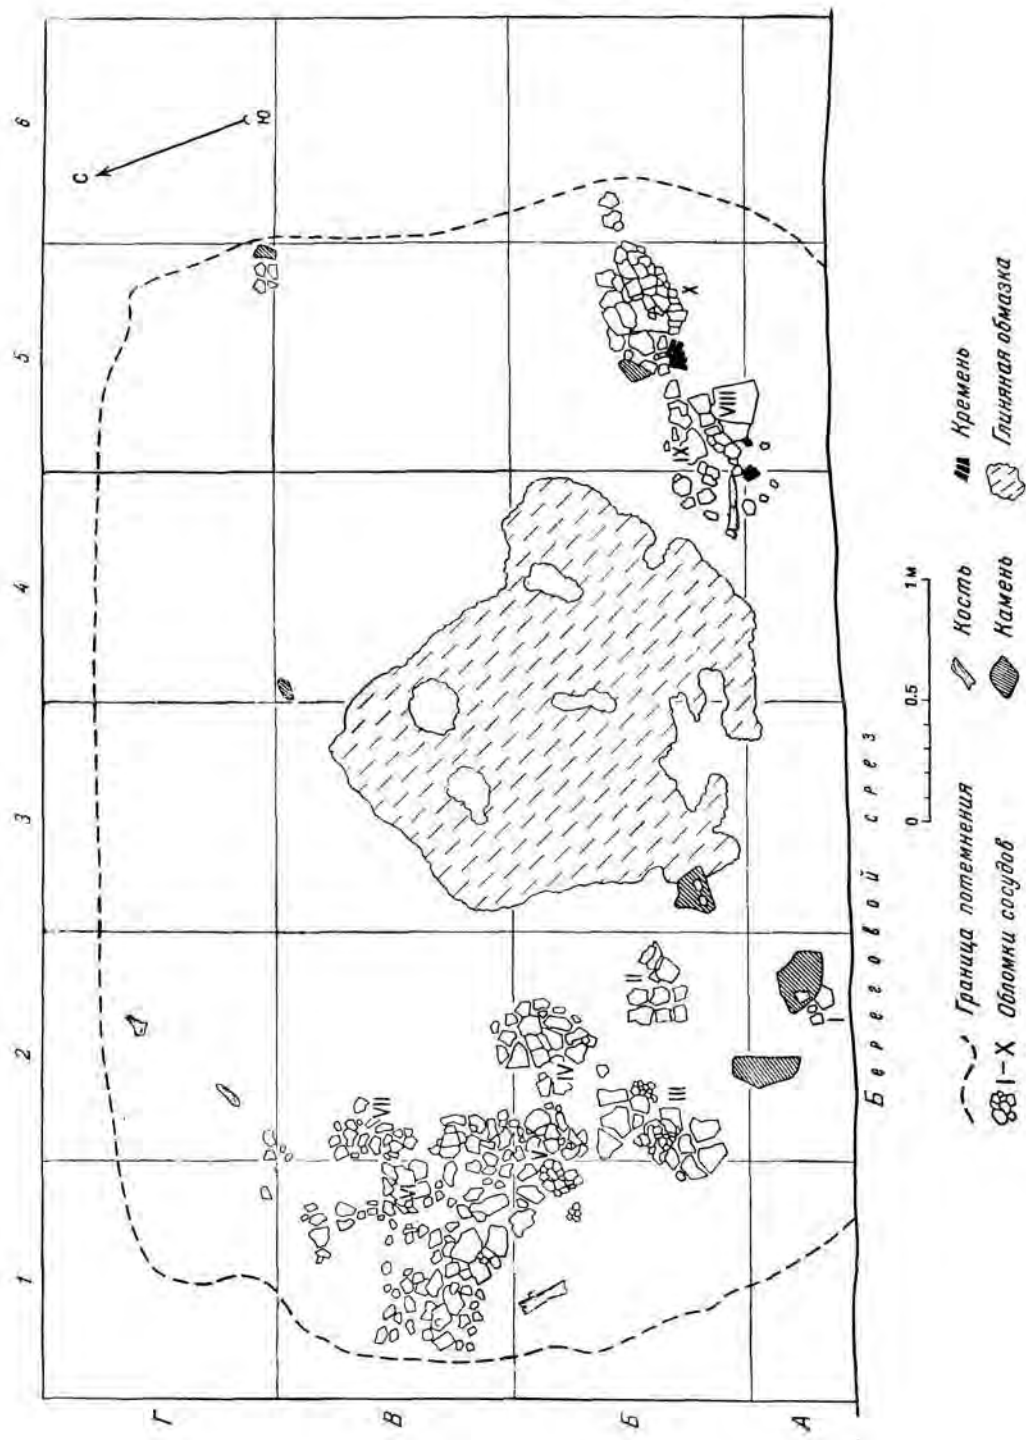 1 2 3 4 5 6
Г
В
Б
А
С
Ю
I
II
III
IV
V
VI
VII
VIII
IX
X
Береговой срез
0 0.5 1 м
Граница потемнения
Кость
Кремень
I–X Обломки сосудов
Камень
Глиняная обмазка